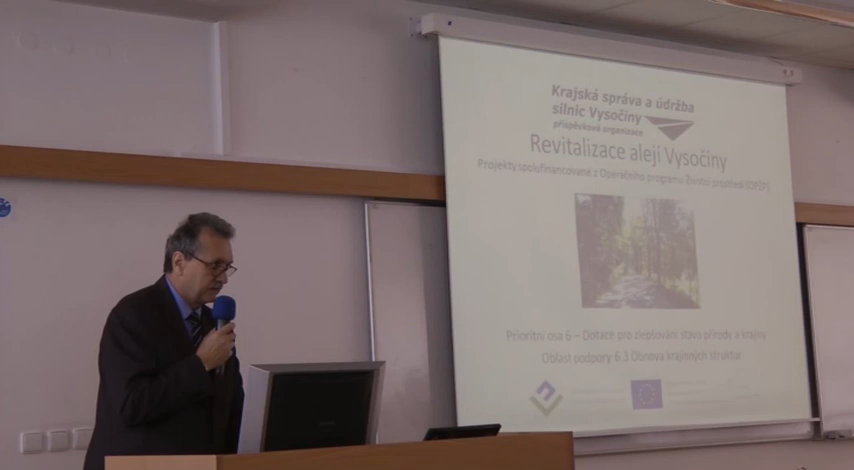 Krajská správa a údržba
silnic Vysočiny
příspěvková organizace
Revitalizace alejí Vysočiny
Projekty spolufinancované z Operačního programu Životní prostředí (OPŽP)
Prioritní osa 6 – Dotace pro zlepšování stavu přírody a krajiny
Oblast podpory 6.3 Obnova krajinných struktur